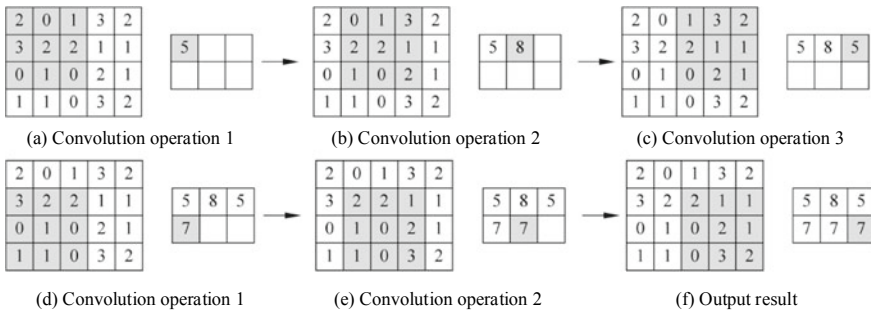 2 0 1 3 2
3 2 2 1 1
0 1 0 2 1
1 1 0 3 2
5
(a) Convolution operation 1
2 0 1 3 2
3 2 2 1 1
0 1 0 2 1
1 1 0 3 2
5 8
(b) Convolution operation 2
2 0 1 3 2
3 2 2 1 1
0 1 0 2 1
1 1 0 3 2
5 8 5
(c) Convolution operation 3
2 0 1 3 2
3 2 2 1 1
0 1 0 2 1
1 1 0 3 2
5 8 5
7
(d) Convolution operation 1
2 0 1 3 2
3 2 2 1 1
0 1 0 2 1
1 1 0 3 2
5 8 5
7 7
(e) Convolution operation 2
2 0 1 3 2
3 2 2 1 1
0 1 0 2 1
1 1 0 3 2
5 8 5
7 7 7
(f) Output result